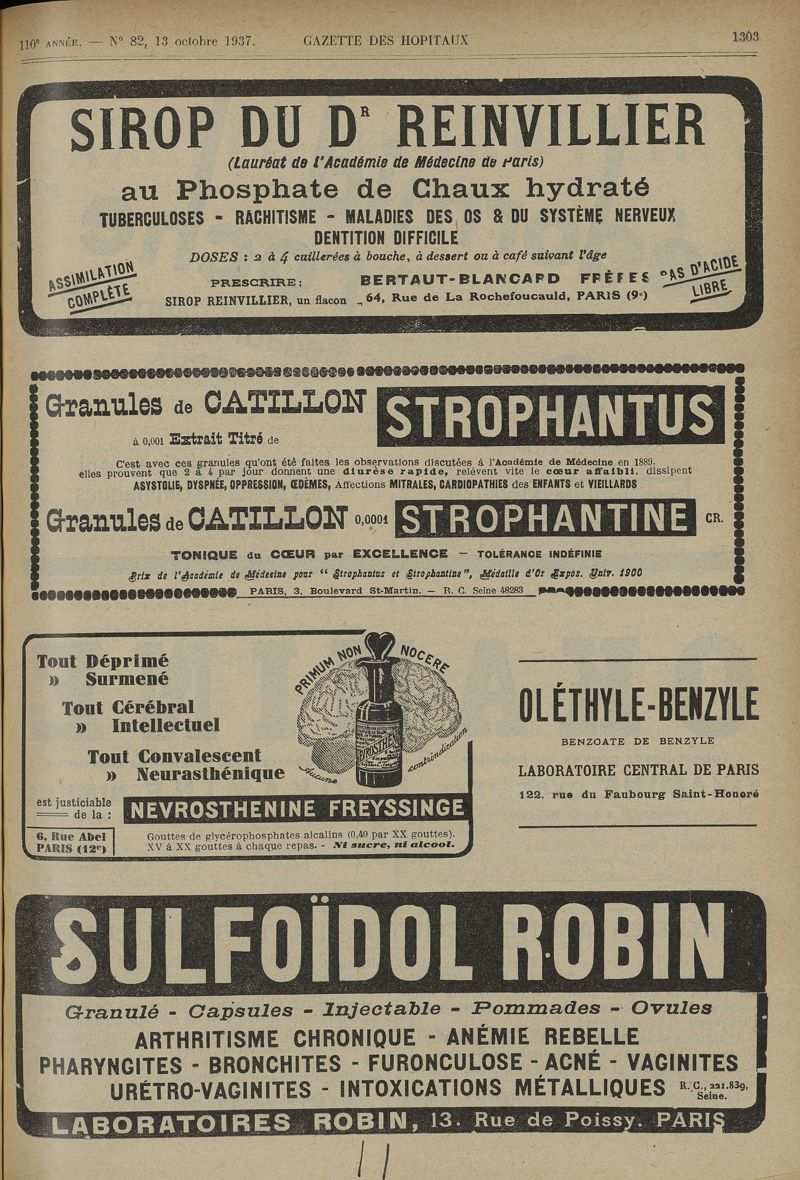 110e ANNÉE. — N° 82, 13 octobre 1937. GAZETTE DES HOPITAUX 1303
SIROP DU Dr REINVILLIER
(Lauréat de l'Académie de Médecine de Paris)
au Phosphate de Chaux hydraté
TUBERCULOSES - RACHITISME - MALADIES DES OS & DU SYSTÈME NERVEUX
DENTITION DIFFICILE
DOSES : 2 à 4 cuillerées à bouche, à dessert ou à café suivant l'âge
ASSIMILATION
COMPLÈTE
PRESCRIRE :
SIROP REINVILLIER, un flacon
BERTAUT-BLANCARD FRÈRES
64, Rue de La Rochefoucauld, PARIS (9e)
PAS D'ACIDE
LIBRE
Granules de CATILLON
à 0,001 Extrait Titré de
STROPHANTUS
C'est avec ces granules qu'ont été faites les observations discutées à l'Académie de Médecine en 1889,
elles prouvent que 2 à 4 par jour donnent une diurèse rapide, relèvent vite le cœur affaibli, dissipent
ASYSTOLIE, DYSPNÉE, OPPRESSION, ŒDÈMES, Affections MITRALES, CARDIOPATHIES des ENFANTS et VIEILLARDS
Granules de CATILLON 0,0001 STROPHANTINE CR.
TONIQUE du CŒUR par EXCELLENCE — TOLÉRANCE INDÉFINIE
Prix de l'Académie de Médecine pour " Strophantus et Strophantine ", Médaille d'Or Expos. Univ. 1900
PARIS, 3, Boulevard St-Martin. — R. C. Seine 48283
Tout Déprimé
» Surmené
Tout Cérébral
» Intellectuel
Tout Convalescent
» Neurasthénique
PRIMUM NON NOCERE
Aucune contrindication
est justiciable
de la :
NEVROSTHENINE FREYSSINGE
6, Rue Abel
PARIS (12e)
Gouttes de glycérophosphates alcalins (0,40 par XX gouttes).
XV à XX gouttes à chaque repas. - Ni sucre, ni alcool.
OLÉTHYLE-BENZYLE
BENZOATE DE BENZYLE
LABORATOIRE CENTRAL DE PARIS
122, rue du Faubourg Saint-Honoré
SULFOÏDOL ROBIN
Granulé - Capsules - Injectable - Pommades - Ovules
ARTHRITISME CHRONIQUE - ANÉMIE REBELLE
PHARYNGITES - BRONCHITES - FURONCULOSE - ACNÉ - VAGINITES
URÉTRO-VAGINITES - INTOXICATIONS MÉTALLIQUES R. C., 221.839, Seine.
LABORATOIRES ROBIN, 13, Rue de Poissy, PARIS